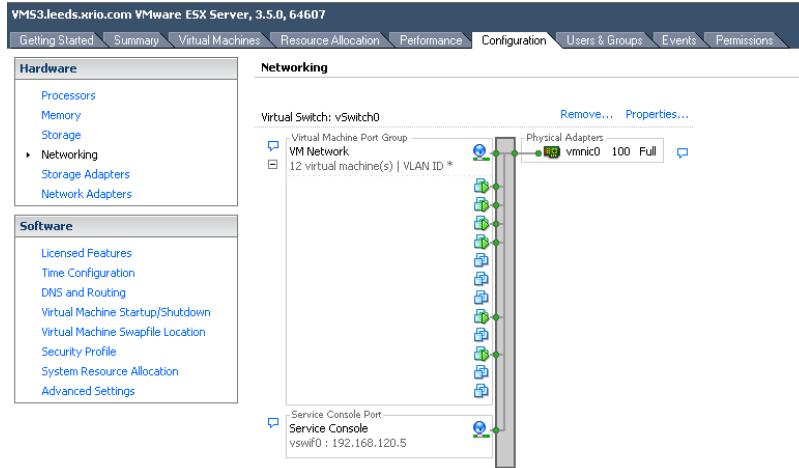 VMS3.leeds.xrio.com VMware ESX Server, 3.5.0, 64607
Getting Started Summary Virtual Machines Resource Allocation Performance Configuration Users & Groups Events Permissions
Hardware
Processors
Memory
Storage
Networking
Storage Adapters
Network Adapters
Software
Licensed Features
Time Configuration
DNS and Routing
Virtual Machine Startup/Shutdown
Virtual Machine Swapfile Location
Security Profile
System Resource Allocation
Advanced Settings
Networking
Virtual Switch: vSwitch0 Remove... Properties...
Virtual Machine Port Group
VM Network
12 virtual machine(s) | VLAN ID *
Physical Adapters
vmnic0 100 Full
Service Console Port
Service Console
vswif0 : 192.168.120.5